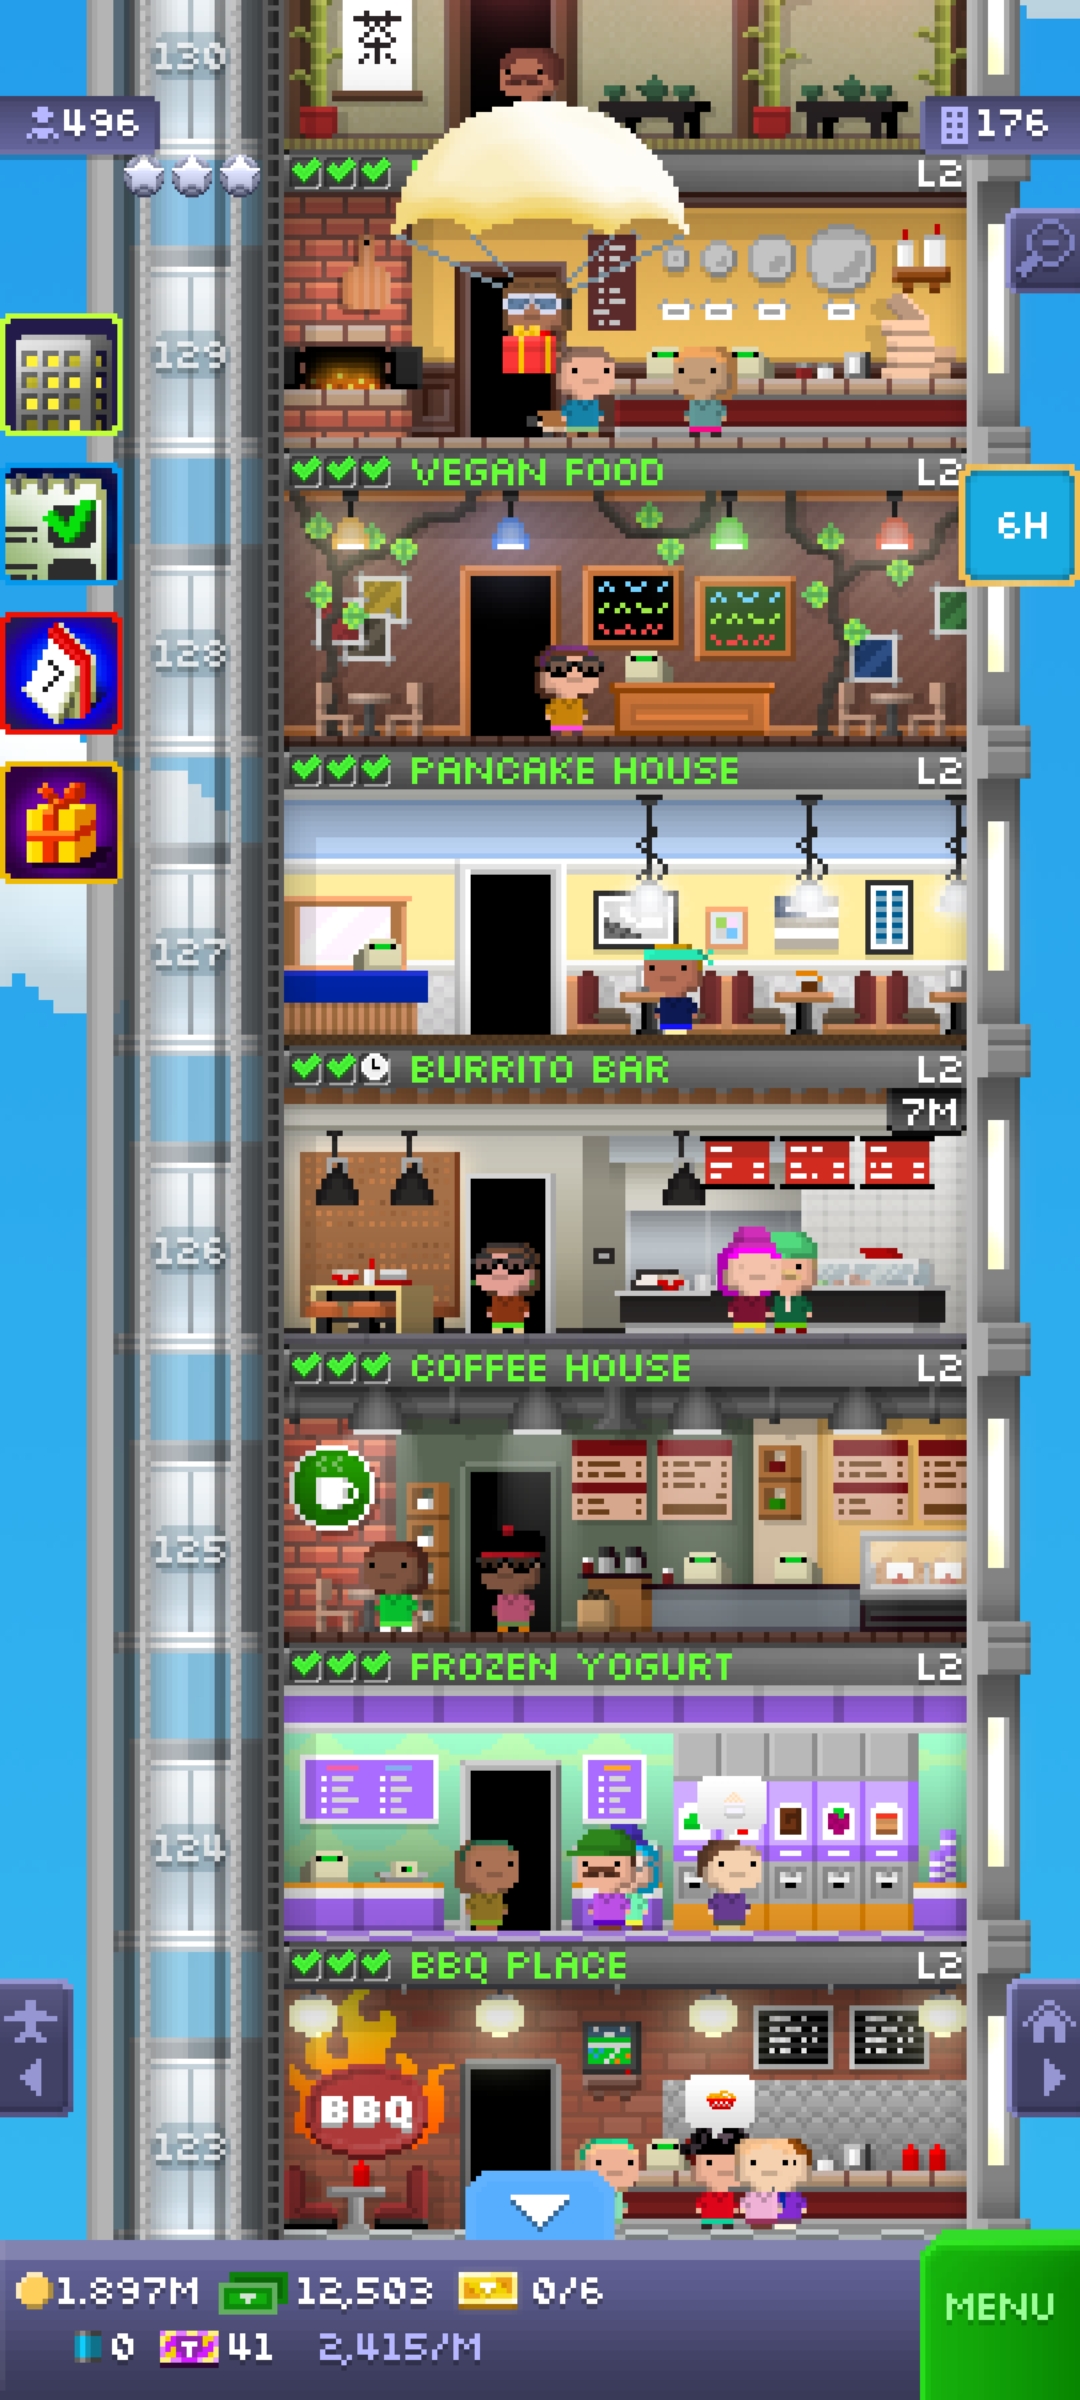 130
茶
496
176
L2
129
VEGAN FOOD
L2
6H
128
7
PANCAKE HOUSE
L2
127
BURRITO BAR
L2
7M
126
COFFEE HOUSE
L2
125
FROZEN YOGURT
L2
124
BBQ PLACE
L2
BBQ
123
1.897M
12,503
0/6
MENU
0
T
41
2,415/M